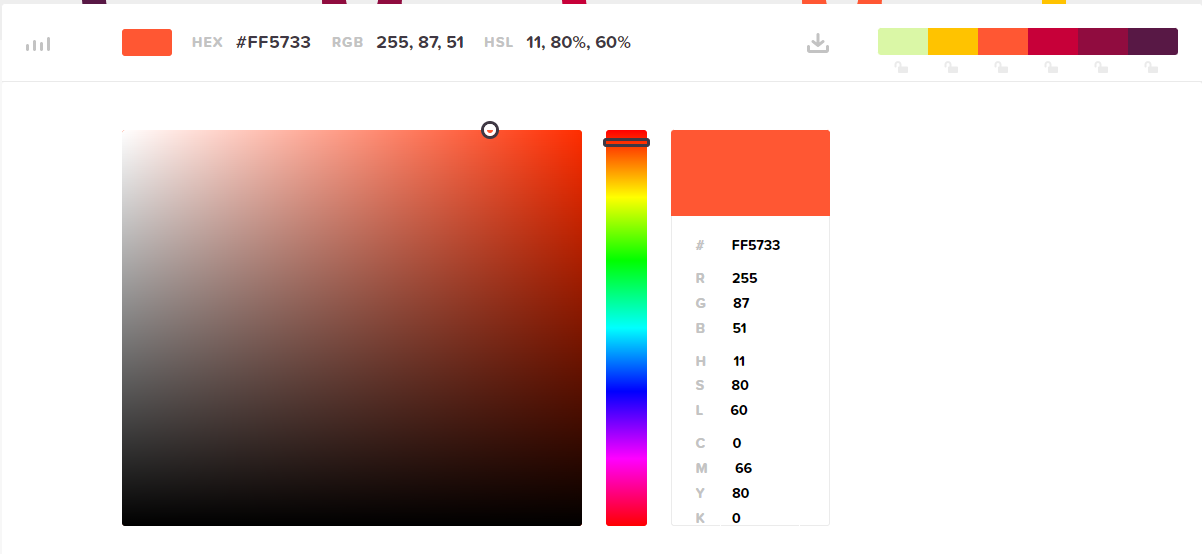 HEX #FF5733 RGB 255, 87, 51 HSL 11, 80%, 60%
# FF5733
R 255
G 87
B 51
H 11
S 80
L 60
C 0
M 66
Y 80
K 0